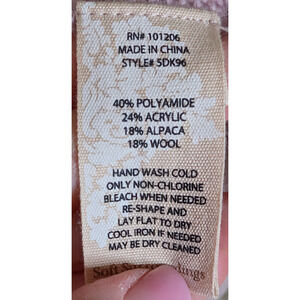 RN# 101206
MADE IN CHINA
STYLE# 5DK96
40% POLYAMIDE
24% ACRYLIC
18% ALPACA
18% WOOL
HAND WASH COLD
ONLY NON-CHLORINE
BLEACH WHEN NEEDED
RE-SHAPE AND
LAY FLAT TO DRY
COOL IRON IF NEEDED
MAY BE DRY CLEANED
Soft